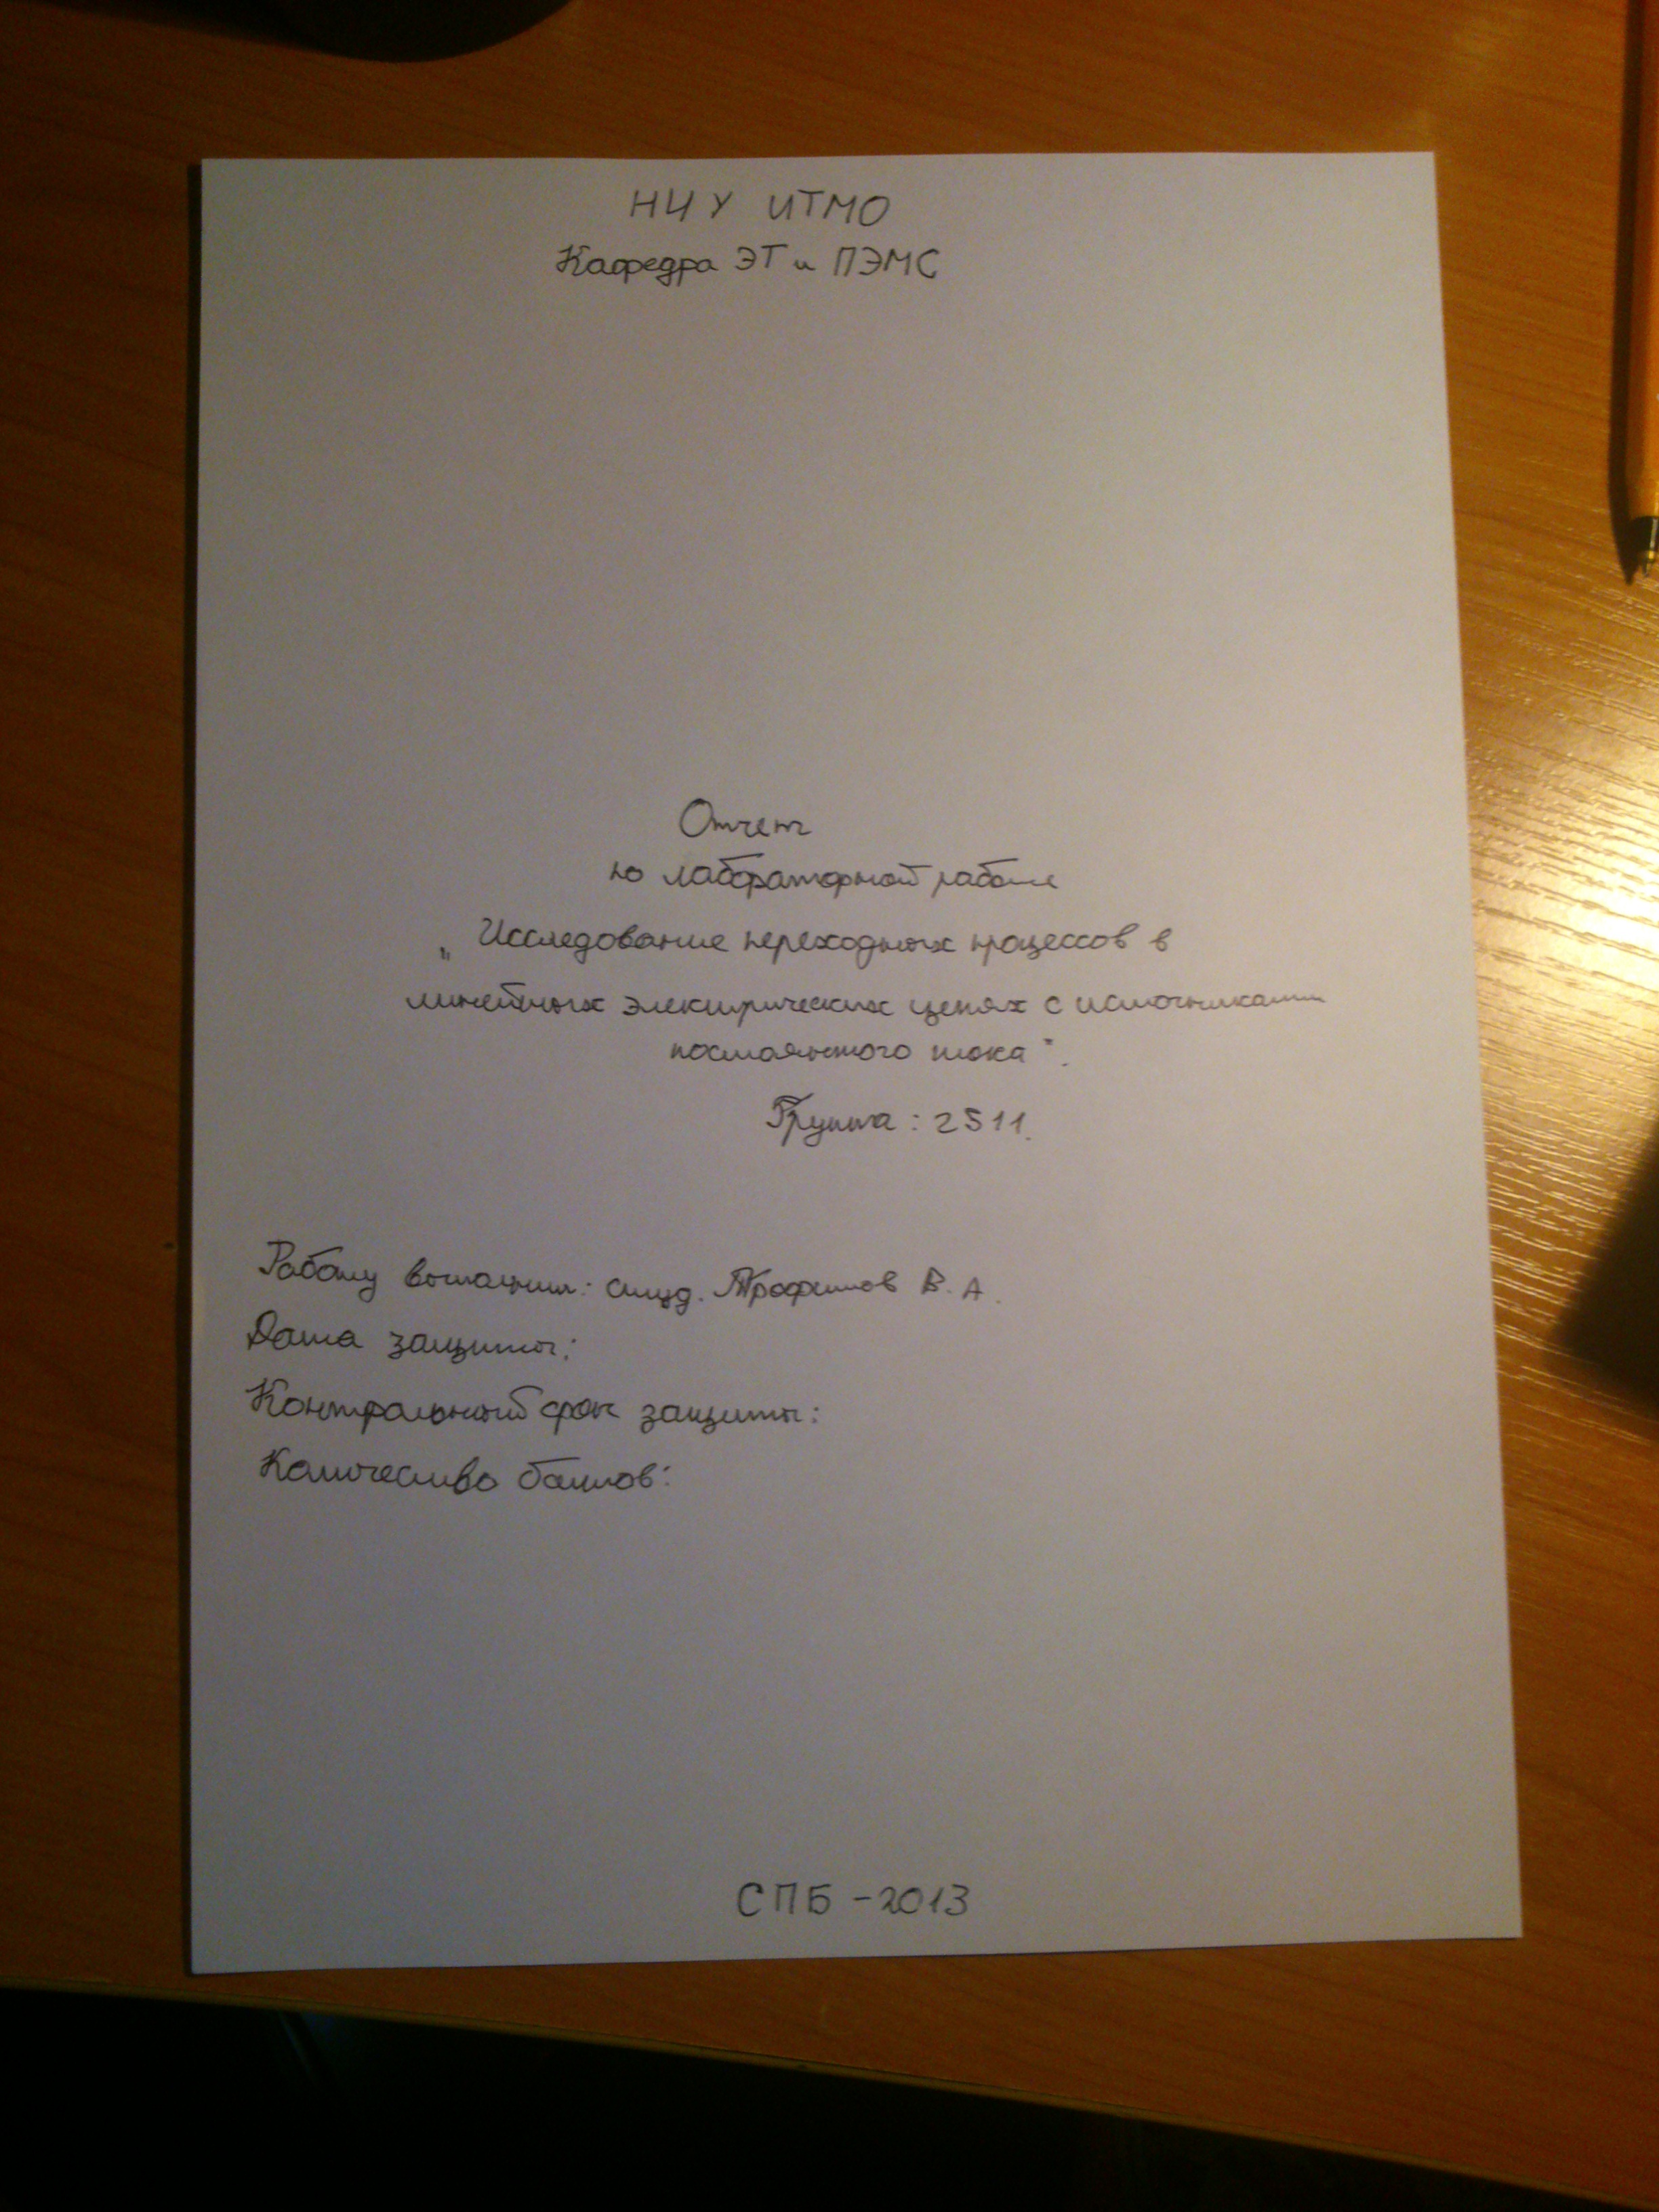 НИУ ИТМО
Кафедра ЭТ и ПЭМС
Отчет
по лабораторной работе
„Исследование переходных процессов в
линейных электрических цепях с источниками
постоянного тока".
Группа: 2511.
Работу выполнил: студ. Трофимов В. А.
Дата защиты:
Контрольный срок защиты:
Количество баллов:
СПБ - 2013